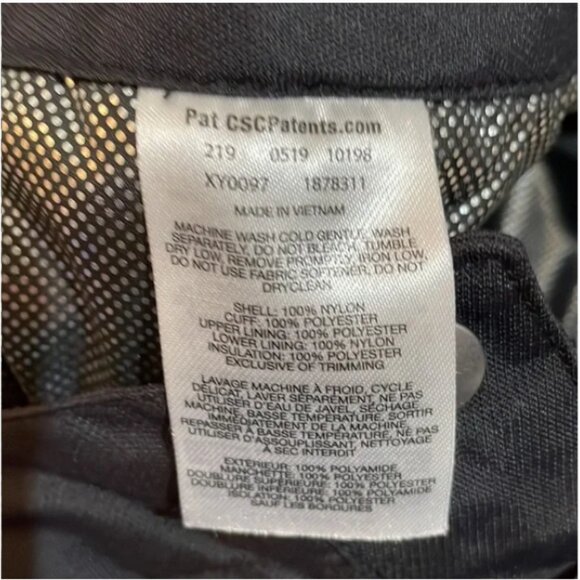 Pat CSCPatents.com
219 0519 10198
XY0097 1878311
MADE IN VIETNAM
MACHINE WASH COLD GENTLE, WASH
SEPARATELY, DO NOT BLEACH, TUMBLE
DRY LOW, REMOVE PROMPTLY, IRON LOW,
DO NOT USE FABRIC SOFTENER, DO NOT
DRYCLEAN
SHELL: 100% NYLON
CUFF: 100% POLYESTER
UPPER LINING: 100% POLYESTER
LOWER LINING: 100% NYLON
INSULATION: 100% POLYESTER
EXCLUSIVE OF TRIMMING
LAVAGE MACHINE À FROID, CYCLE
DÉLICAT, LAVER SÉPARÉMENT, NE PAS
UTILISER D'EAU DE JAVEL, SÉCHAGE
MACHINE, BASSE TEMPÉRATURE, SORTIR
IMMÉDIATEMENT DE LA MACHINE,
REPASSER À BASSE TEMPÉRATURE, NE PAS
UTILISER D'ASSOUPLISSANT, NETTOYAGE
À SEC INTERDIT
EXTÉRIEUR: 100% POLYAMIDE
MANCHETTE: 100% POLYESTER
DOUBLURE SUPÉRIEURE: 100% POLYESTER
DOUBLURE INFÉRIEURE: 100% POLYAMIDE
ISOLATION: 100% POLYESTER
SAUF LES BORDURES